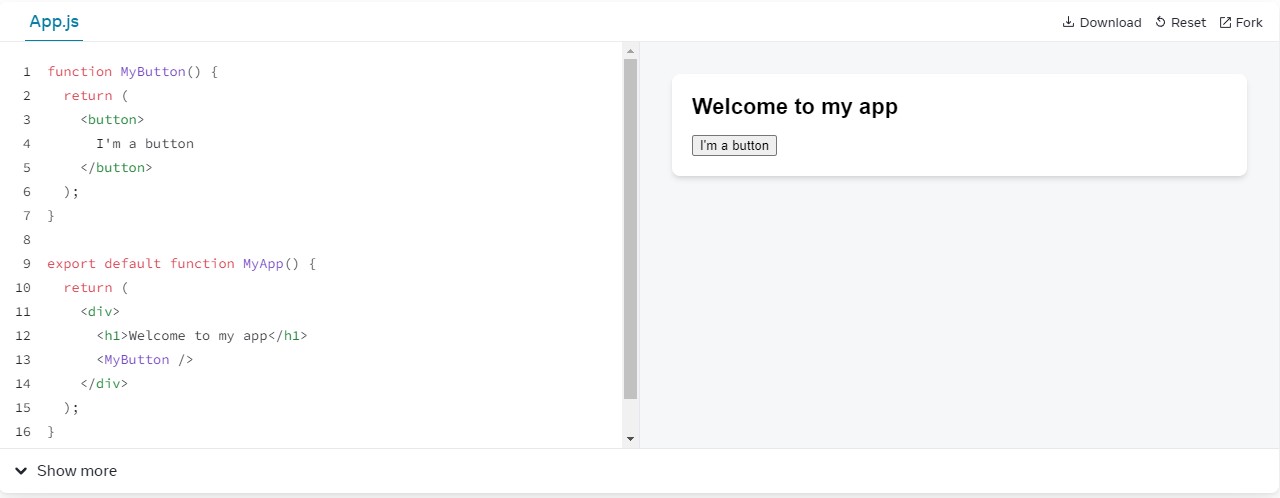 App.js
Download Reset Fork
1 function MyButton() {
2   return (
3     <button>
4       I'm a button
5     </button>
6   );
7 }
8
9 export default function MyApp() {
10   return (
11     <div>
12       <h1>Welcome to my app</h1>
13       <MyButton />
14     </div>
15   );
16 }
Welcome to my app
I'm a button
Show more